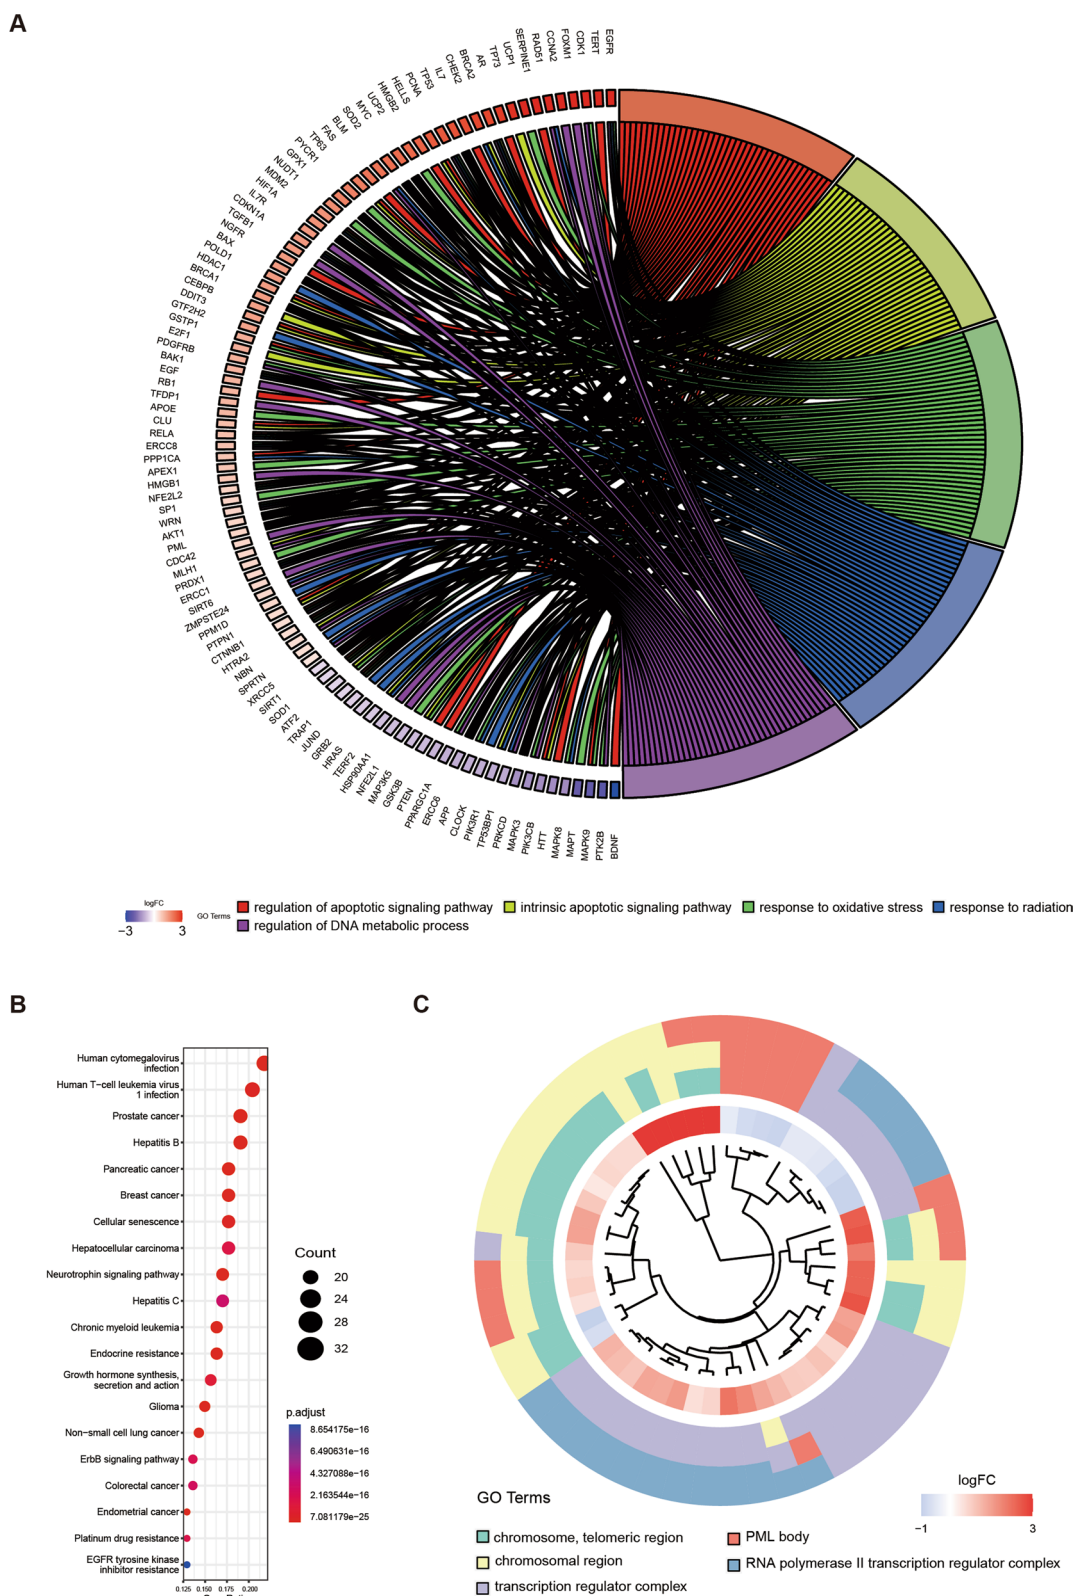 A
EGFR
TERT
CDK1
FOXM1
CCNA2
RAD51
SERPINE1
UCP1
TP73
AR
BRCA2
CHEK2
IL7
TP53
PCNA
HELLS
HMGB2
UCP2
MYC
SOD2
BLM
FAS
TP63
PYCR1
GPX1
NUDT1
MDM2
HIF1A
IL7R
CDKN1A
TGFB1
NGFR
BAX
POLD1
HDAC1
BRCA1
CEBPB
DDIT3
GTF2H2
GSTP1
E2F1
PDGFRB
BAK1
EGF
RB1
TFDP1
APOE
CLU
RELA
ERCC8
PPP1CA
APEX1
HMGB1
NFE2L2
SP1
WRN
AKT1
PML
CDC42
MLH1
PRDX1
ERCC1
SIRT6
ZMPSTE24
PPM1D
PTPN1
CTNNB1
HTRA2
NBN
SPRTN
XRCC5
SIRT1
SOD1
ATF2
TRAP1
JUND
GRB2
HRAS
TERF2
HSP90AA1
NFE2L1
MAP3K5
GSK3B
PTEN
PPARGC1A
ERCC6
APP
CLOCK
PIK3R1
TP53BP1
PRKCD
MAPK3
PIK3CB
HTT
MAPK8
MAPT
MAPK9
PTK2B
BDNF
logFC
−3 3
GO Terms
regulation of apoptotic signaling pathway
intrinsic apoptotic signaling pathway
response to oxidative stress
response to radiation
regulation of DNA metabolic process
B
Human cytomegalovirus
infection
Human T−cell leukemia virus
1 infection
Prostate cancer
Hepatitis B
Pancreatic cancer
Breast cancer
Cellular senescence
Hepatocellular carcinoma
Neurotrophin signaling pathway
Hepatitis C
Chronic myeloid leukemia
Endocrine resistance
Growth hormone synthesis,
secretion and action
Glioma
Non−small cell lung cancer
ErbB signaling pathway
Colorectal cancer
Endometrial cancer
Platinum drug resistance
EGFR tyrosine kinase
inhibitor resistance
0.125 0.150 0.175 0.200
Count
20
24
28
32
p.adjust
8.654175e−16
6.490631e−16
4.327088e−16
2.163544e−16
7.081179e−25
C
logFC
−1 3
GO Terms
chromosome, telomeric region
chromosomal region
transcription regulator complex
PML body
RNA polymerase II transcription regulator complex